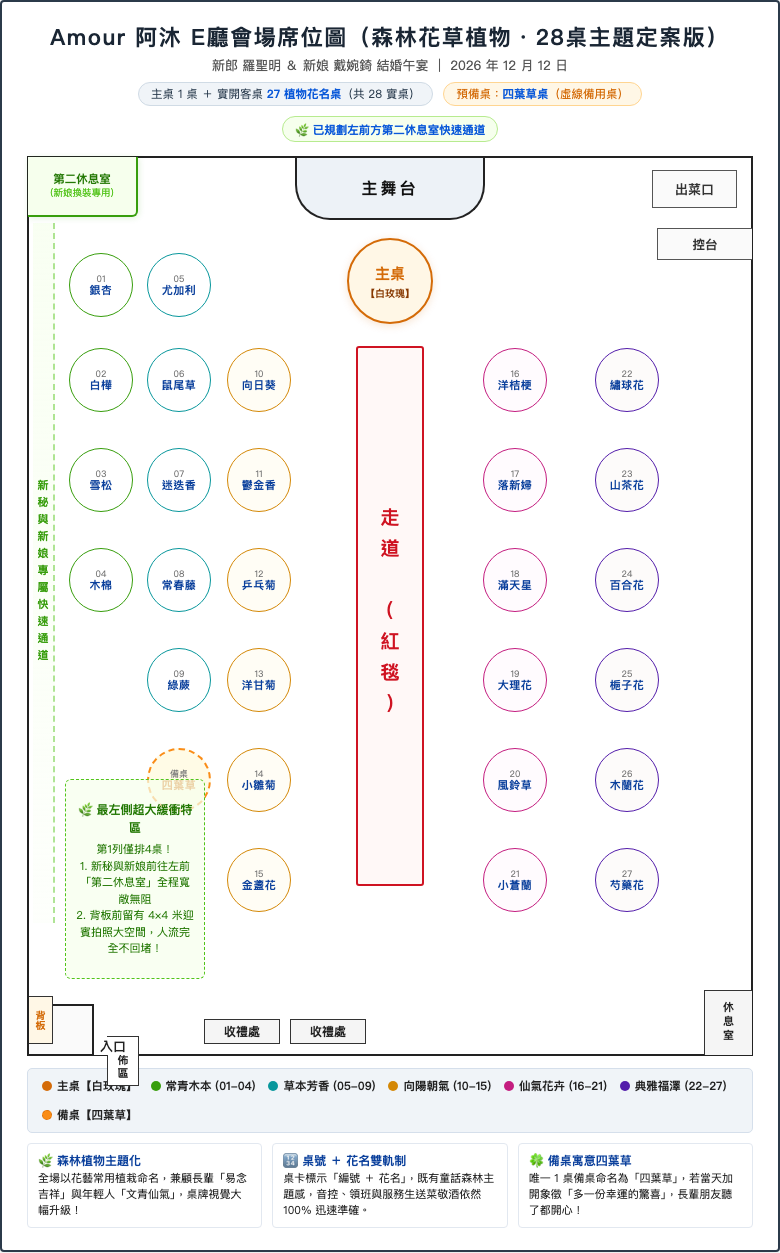 Amour 阿沐 E廳會場席位圖（森林花草植物 · 28桌主題定案版）
新郎 羅聖明 & 新娘 戴婉錡 結婚午宴 ｜ 2026 年 12 月 12 日
主桌 1 桌 ＋ 實開客桌 27 植物花名桌（共 28 實桌）
預備桌：四葉草桌（虛線備用桌）
🌿 已規劃左前方第二休息室快速通道
第二休息室
(新娘換裝專用)
主舞台
出菜口
控台
主桌
【白玫瑰】
01
銀杏
05
尤加利
02
白樺
06
鼠尾草
10
向日葵
16
洋桔梗
22
繡球花
03
雪松
07
迷迭香
11
鬱金香
17
落新婦
23
山茶花
04
木棉
08
常春藤
12
乒乓菊
18
滿天星
24
百合花
09
綠蕨
13
洋甘菊
19
大理花
25
梔子花
備桌
四葉草
14
小雛菊
20
風鈴草
26
木蘭花
15
金盞花
21
小蒼蘭
27
芍藥花
新秘與新娘專屬快速通道
走道（紅毯）
🌿 最左側超大緩衝特
區
第1列僅排4桌！
1. 新秘與新娘前往左前
「第二休息室」全程寬
敞無阻
2. 背板前留有 4×4 米迎
賓拍照大空間，人流完
全不回堵！
背板
入口
佈區
收禮處
收禮處
休息室
主桌【白玫瑰】
常青木本 (01–04)
草本芳香 (05–09)
向陽朝氣 (10–15)
仙氣花卉 (16–21)
典雅福澤 (22–27)
備桌【四葉草】
🌿 森林植物主題化
全場以花藝常用植栽命名，兼顧長輩「易念
吉祥」與年輕人「文青仙氣」，桌牌視覺大
幅升級！
🔢 桌號 ＋ 花名雙軌制
桌卡標示「編號 ＋ 花名」，既有童話森林主
題感，音控、領班與服務生送菜敬酒依然
100% 迅速準確。
🍀 備桌寓意四葉草
唯一 1 桌備桌命名為「四葉草」，若當天加
開象徵「多一份幸運的驚喜」，長輩朋友聽
了都開心！